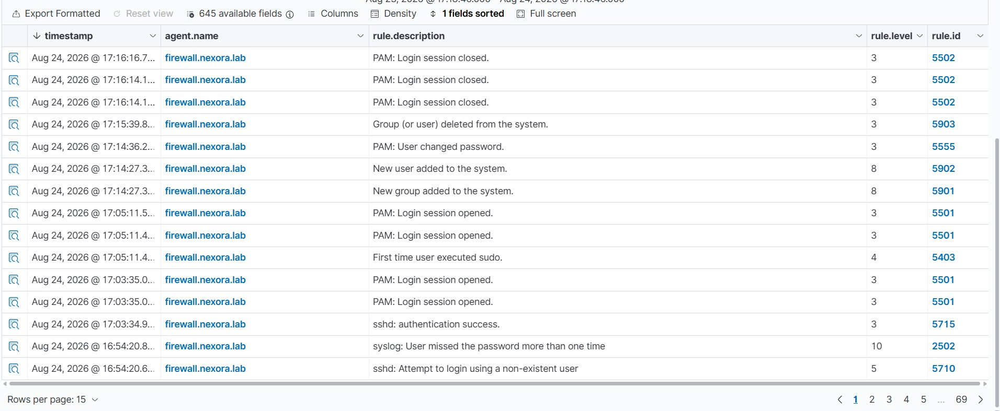 Aug 23, 2026 @ 17:18:48.000 - Aug 24, 2026 @ 17:18:48.000
Export Formatted Reset view 645 available fields Columns Density 1 fields sorted Full screen
timestamp agent.name rule.description rule.level rule.id
Aug 24, 2026 @ 17:16:16.7... firewall.nexora.lab PAM: Login session closed. 3 5502
Aug 24, 2026 @ 17:16:14.1... firewall.nexora.lab PAM: Login session closed. 3 5502
Aug 24, 2026 @ 17:16:14.1... firewall.nexora.lab PAM: Login session closed. 3 5502
Aug 24, 2026 @ 17:15:39.8... firewall.nexora.lab Group (or user) deleted from the system. 3 5903
Aug 24, 2026 @ 17:14:36.2... firewall.nexora.lab PAM: User changed password. 3 5555
Aug 24, 2026 @ 17:14:27.3... firewall.nexora.lab New user added to the system. 8 5902
Aug 24, 2026 @ 17:14:27.3... firewall.nexora.lab New group added to the system. 8 5901
Aug 24, 2026 @ 17:05:11.5... firewall.nexora.lab PAM: Login session opened. 3 5501
Aug 24, 2026 @ 17:05:11.4... firewall.nexora.lab PAM: Login session opened. 3 5501
Aug 24, 2026 @ 17:05:11.4... firewall.nexora.lab First time user executed sudo. 4 5403
Aug 24, 2026 @ 17:03:35.0... firewall.nexora.lab PAM: Login session opened. 3 5501
Aug 24, 2026 @ 17:03:35.0... firewall.nexora.lab PAM: Login session opened. 3 5501
Aug 24, 2026 @ 17:03:34.9... firewall.nexora.lab sshd: authentication success. 3 5715
Aug 24, 2026 @ 16:54:20.8... firewall.nexora.lab syslog: User missed the password more than one time 10 2502
Aug 24, 2026 @ 16:54:20.6... firewall.nexora.lab sshd: Attempt to login using a non-existent user 5 5710
Rows per page: 15 1 2 3 4 5 ... 69